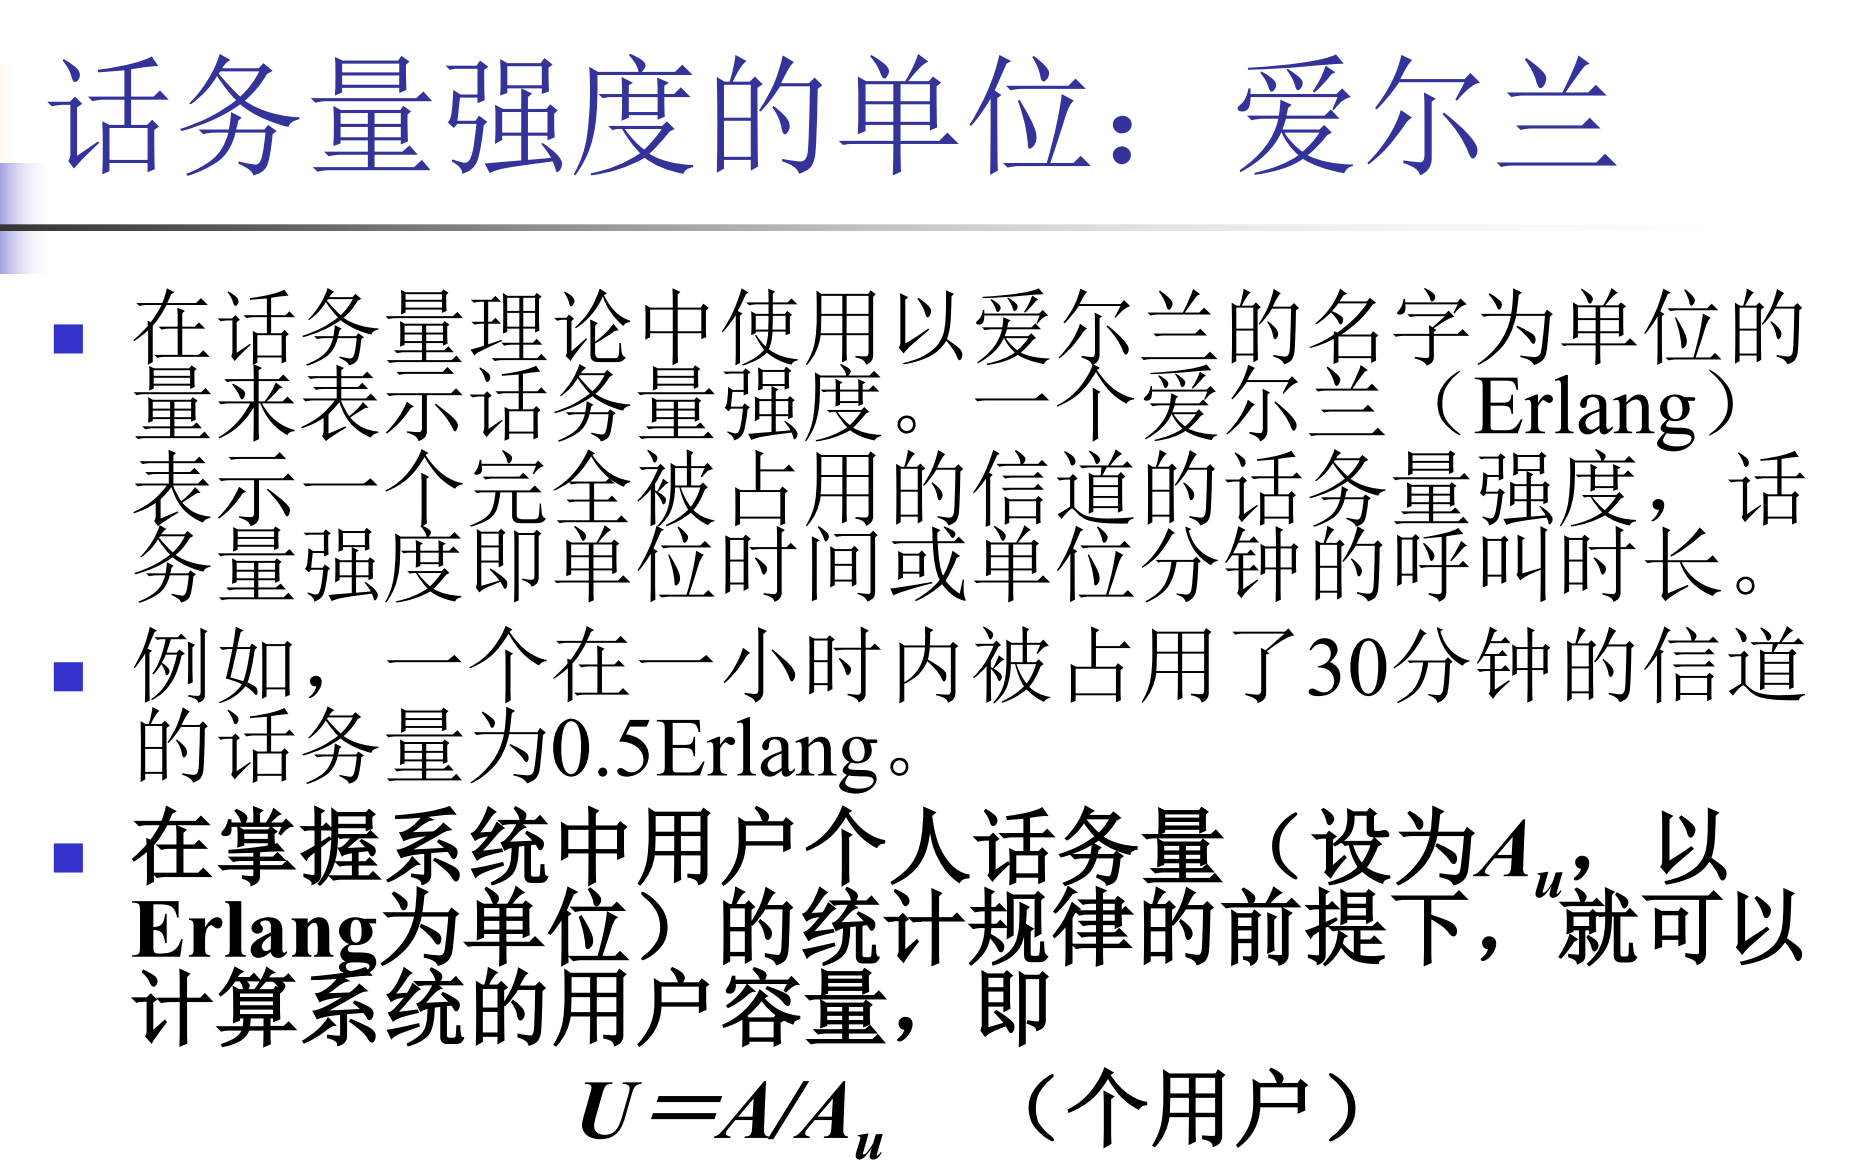 话务量强度的单位：爱尔兰
在话务量理论中使用以爱尔兰的名字为单位的
量来表示话务量强度。一个爱尔兰（Erlang）
表示一个完全被占用的信道的话务量强度，话
务量强度即单位时间或单位分钟的呼叫时长。
例如，一个在一小时内被占用了30分钟的信道
的话务量为0.5Erlang。
在掌握系统中用户个人话务量（设为Au，以
Erlang为单位）的统计规律的前提下，就可以
计算系统的用户容量，即
U＝A/Au （个用户）